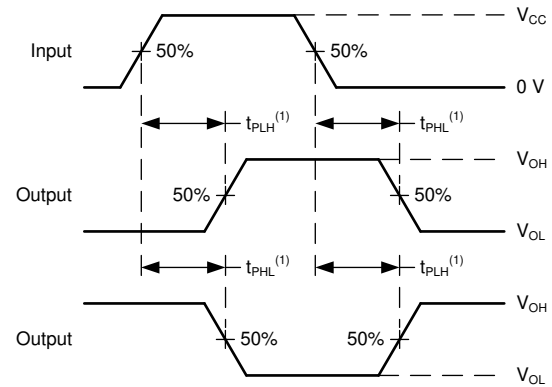 V_CC
Input 50% 50%
0 V
t_PLH^(1) t_PHL^(1)
V_OH
Output 50% 50%
V_OL
t_PHL^(1) t_PLH^(1)
V_OH
Output 50% 50%
V_OL